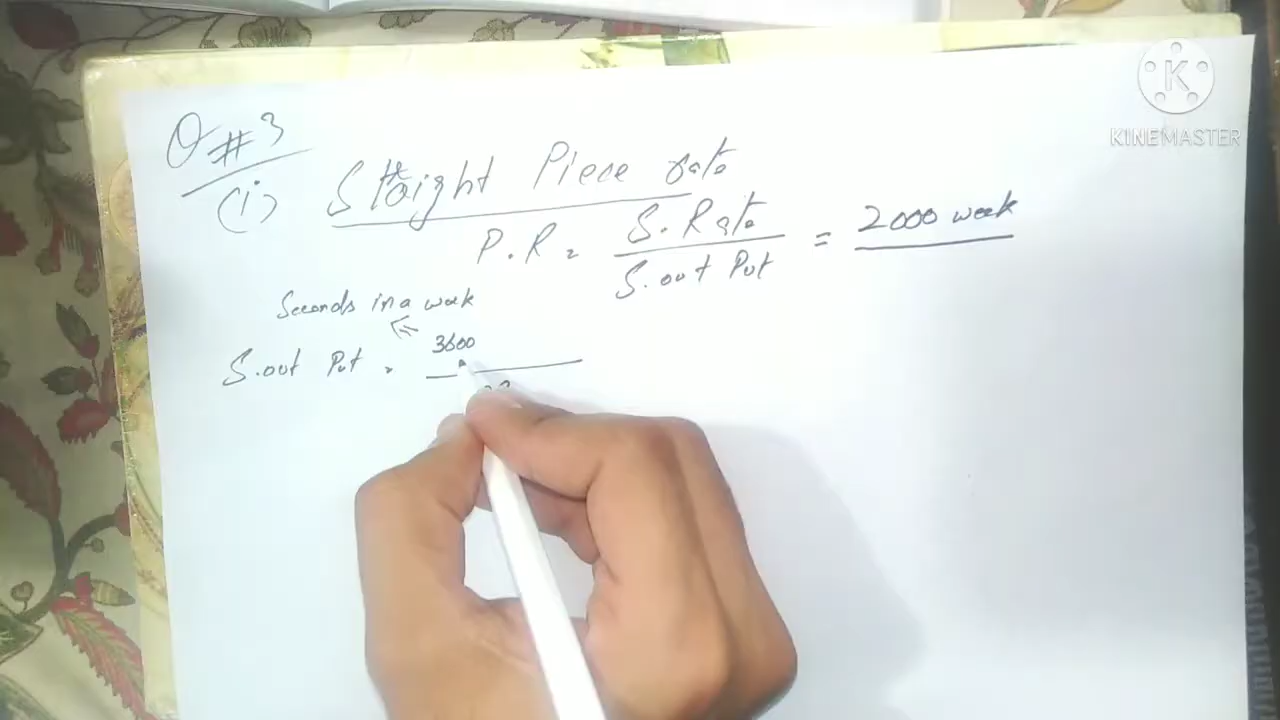 Q#3
(i) Straight Piece rate
P.R = S.Rate / S.out Put = 2000 week
Seconds in a week
S.out Put = 3600
KINEMASTER